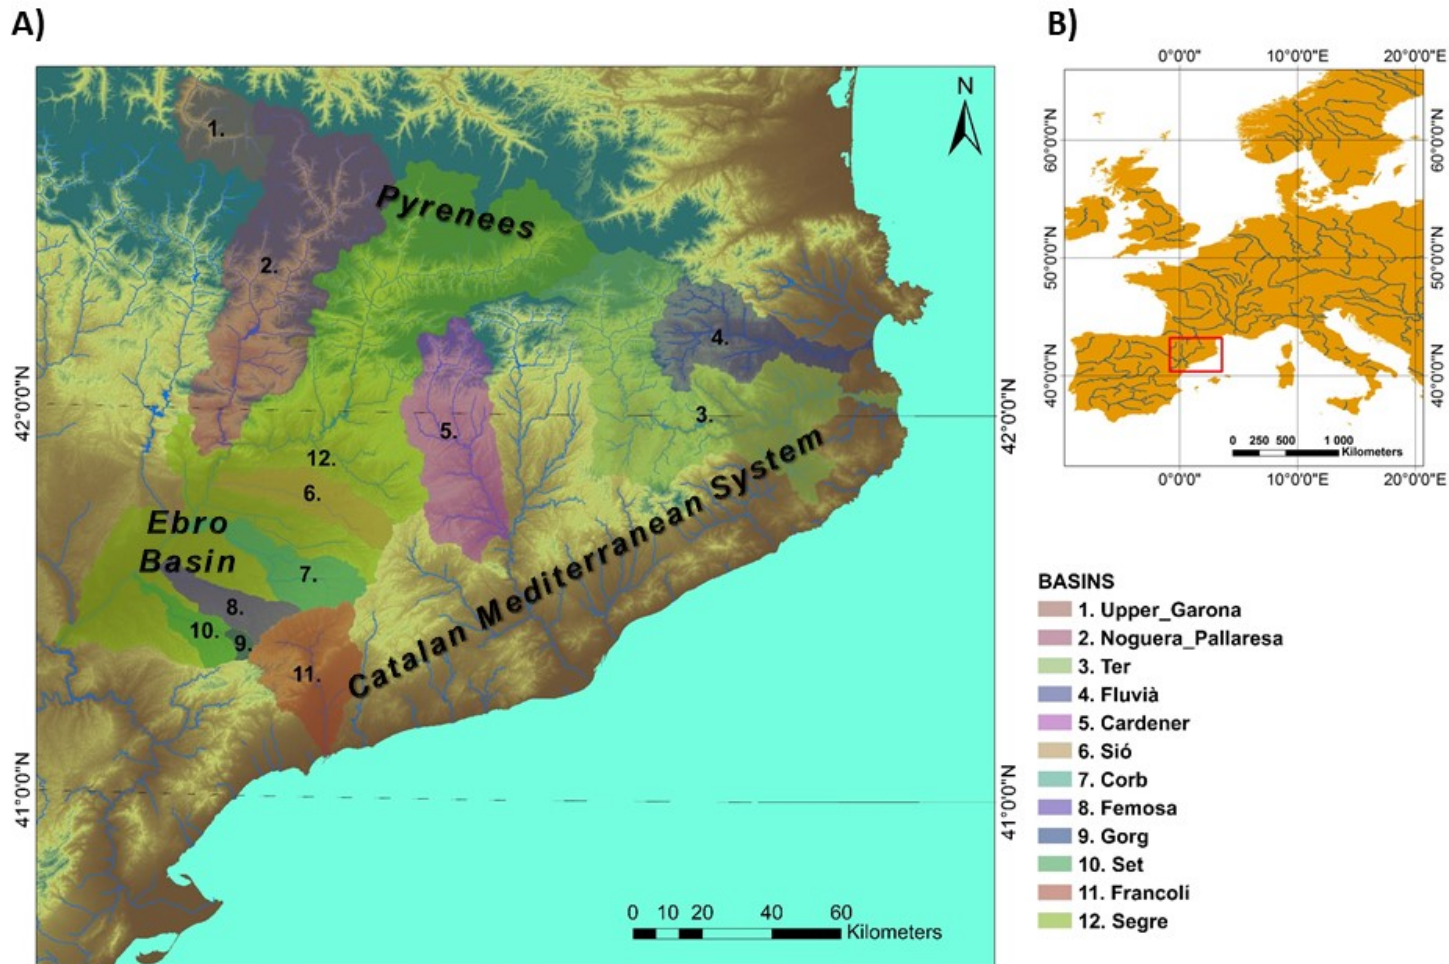 A)
B)
N
1.
Pyrenees
2.
4.
3.
5.
12.
6.
Ebro
Basin
7.
8.
10.
9.
11.
Catalan Mediterranean System
42°0'0"N
42°0'0"N
41°0'0"N
41°0'0"N
0 10 20 40 60
Kilometers
0°0'0"E 10°0'0"E 20°0'0"E
60°0'0"N
60°0'0"N
50°0'0"N
50°0'0"N
40°0'0"N
40°0'0"N
0 250 500 1 000
Kilometers
0°0'0"E 10°0'0"E 20°0'0"E
BASINS
1. Upper_Garona
2. Noguera_Pallaresa
3. Ter
4. Fluvià
5. Cardener
6. Sió
7. Corb
8. Femosa
9. Gorg
10. Set
11. Francolí
12. Segre